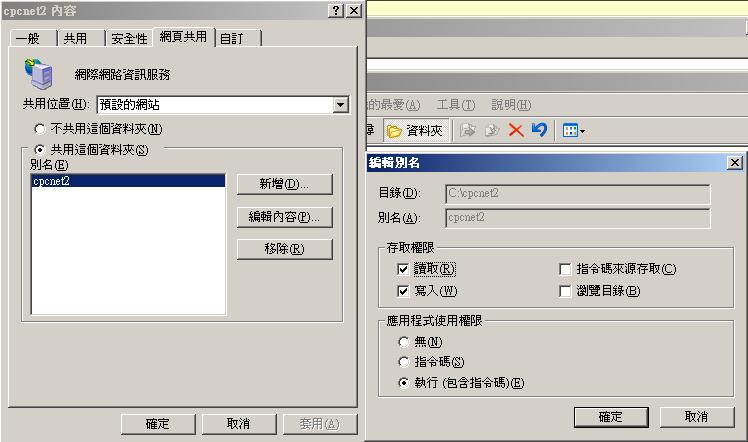 cpcnet2 內容
一般 共用 安全性 網頁共用 自訂
網際網路資訊服務
共用位置(H): 預設的網站
不共用這個資料夾(N)
共用這個資料夾(S)
別名(E)
cpcnet2
新增(D)...
編輯內容(P)...
移除(R)
確定 取消 套用(A)
的最愛(A) 工具(T) 說明(H)
尋 資料夾
編輯別名
目錄(D): C:\cpcnet2
別名(A): cpcnet2
存取權限
讀取(R) 指令碼來源存取(C)
寫入(W) 瀏覽目錄(B)
應用程式使用權限
無(N)
指令碼(S)
執行 (包含指令碼)(E)
確定 取消